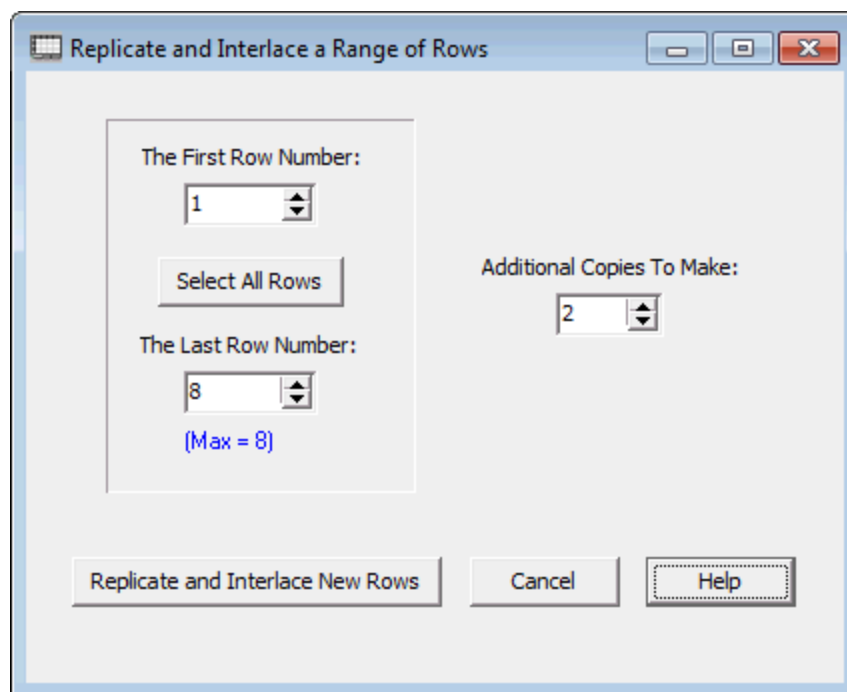 Replicate and Interlace a Range of Rows
The First Row Number:
1
Select All Rows
The Last Row Number:
8
(Max = 8)
Additional Copies To Make:
2
Replicate and Interlace New Rows
Cancel
Help